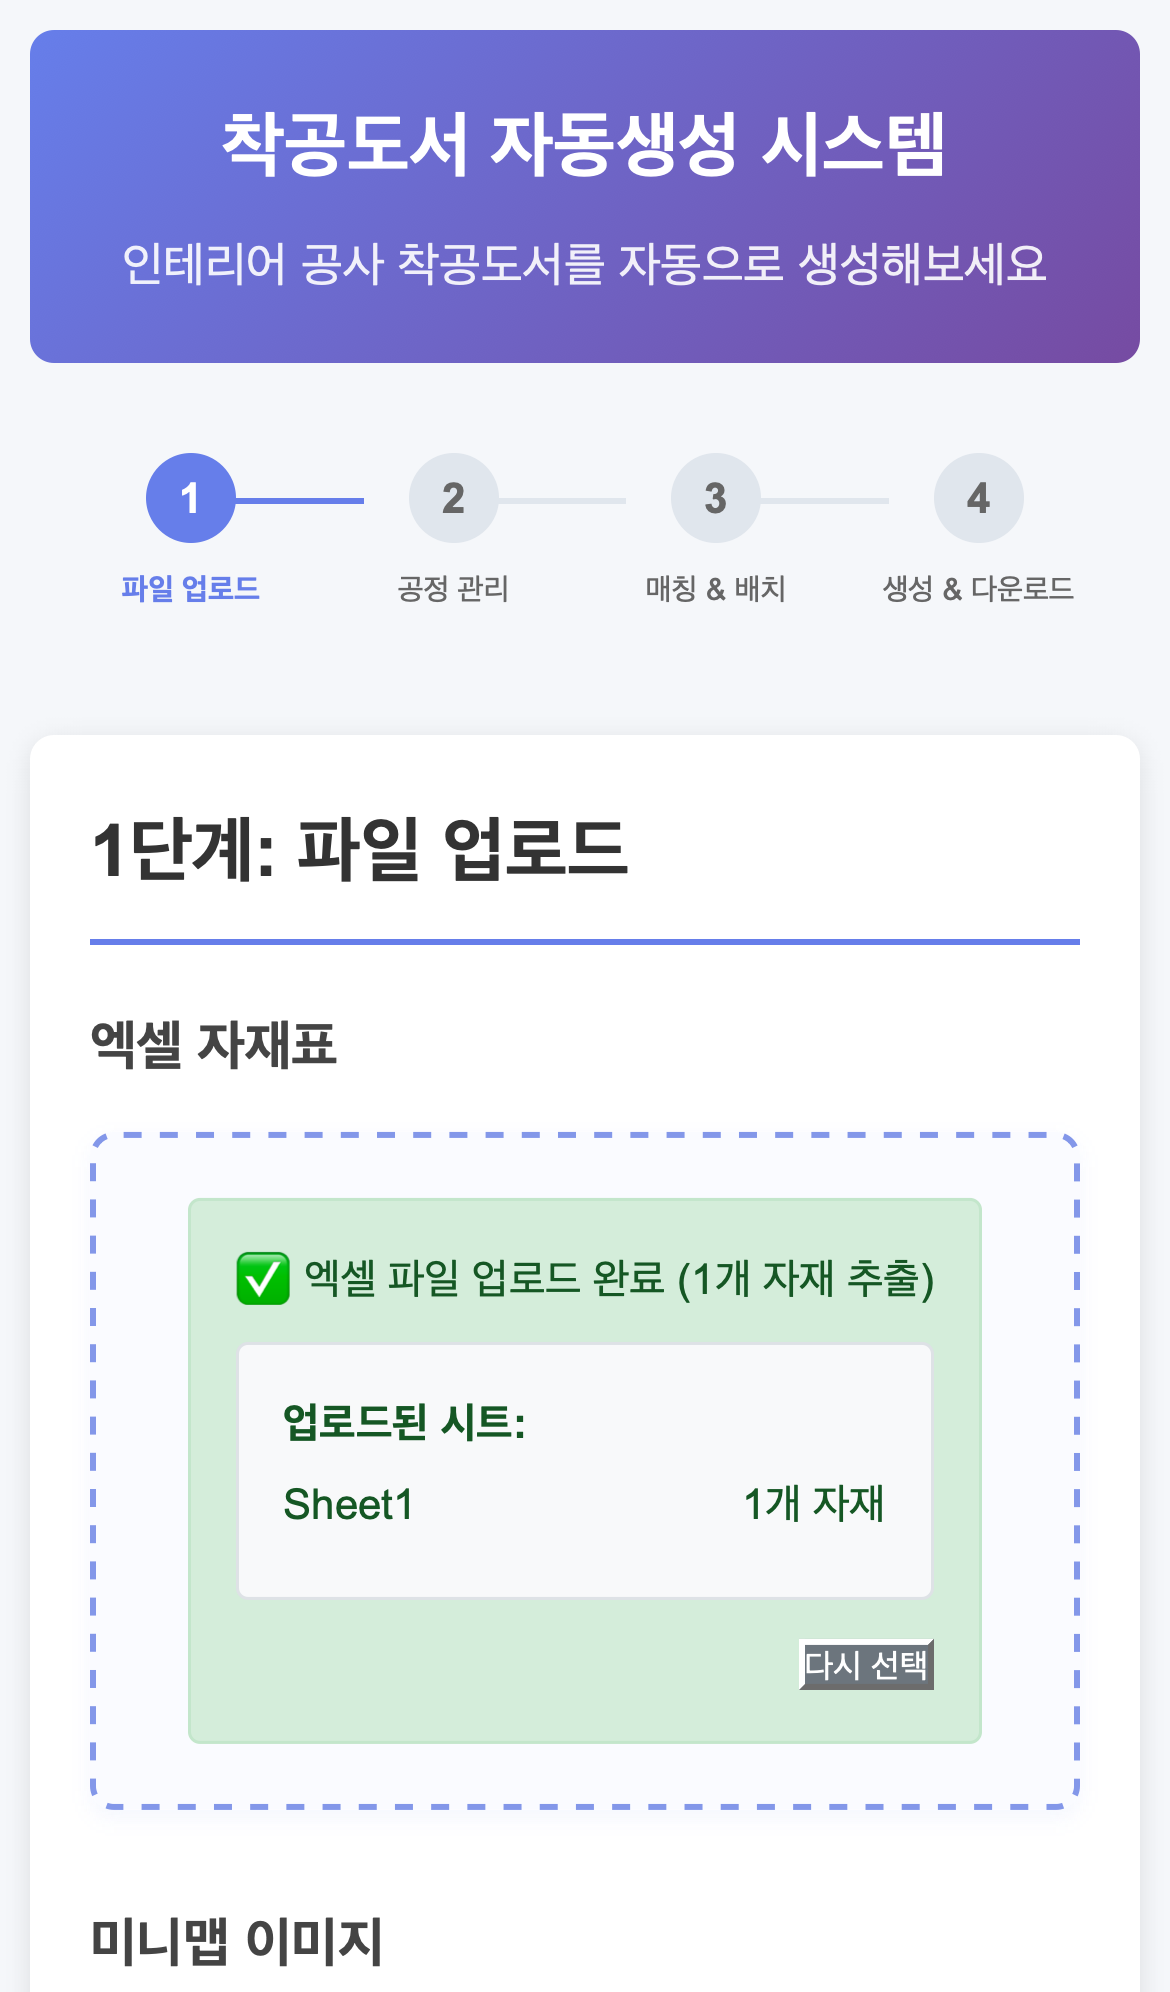 착공도서 자동생성 시스템
인테리어 공사 착공도서를 자동으로 생성해보세요
1 2 3 4
파일 업로드 공정 관리 매칭 & 배치 생성 & 다운로드
1단계: 파일 업로드
엑셀 자재표
✅ 엑셀 파일 업로드 완료 (1개 자재 추출)
업로드된 시트:
Sheet1 1개 자재
다시 선택
미니맵 이미지